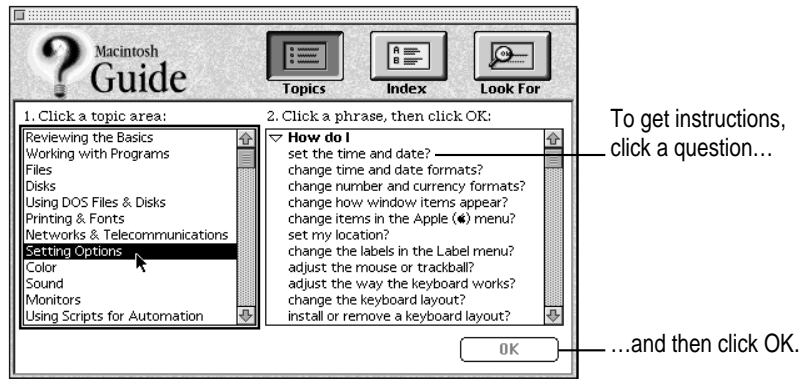 Macintosh
Guide
Topics
Index
Look For
1. Click a topic area:
Reviewing the Basics
Working with Programs
Files
Disks
Using DOS Files & Disks
Printing & Fonts
Networks & Telecommunications
Setting Options
Color
Sound
Monitors
Using Scripts for Automation
2. Click a phrase, then click OK:
How do I
set the time and date?
change time and date formats?
change number and currency formats?
change how window items appear?
change items in the Apple () menu?
set my location?
change the labels in the Label menu?
adjust the mouse or trackball?
adjust the way the keyboard works?
change the keyboard layout?
install or remove a keyboard layout?
OK
To get instructions,
click a question…
…and then click OK.